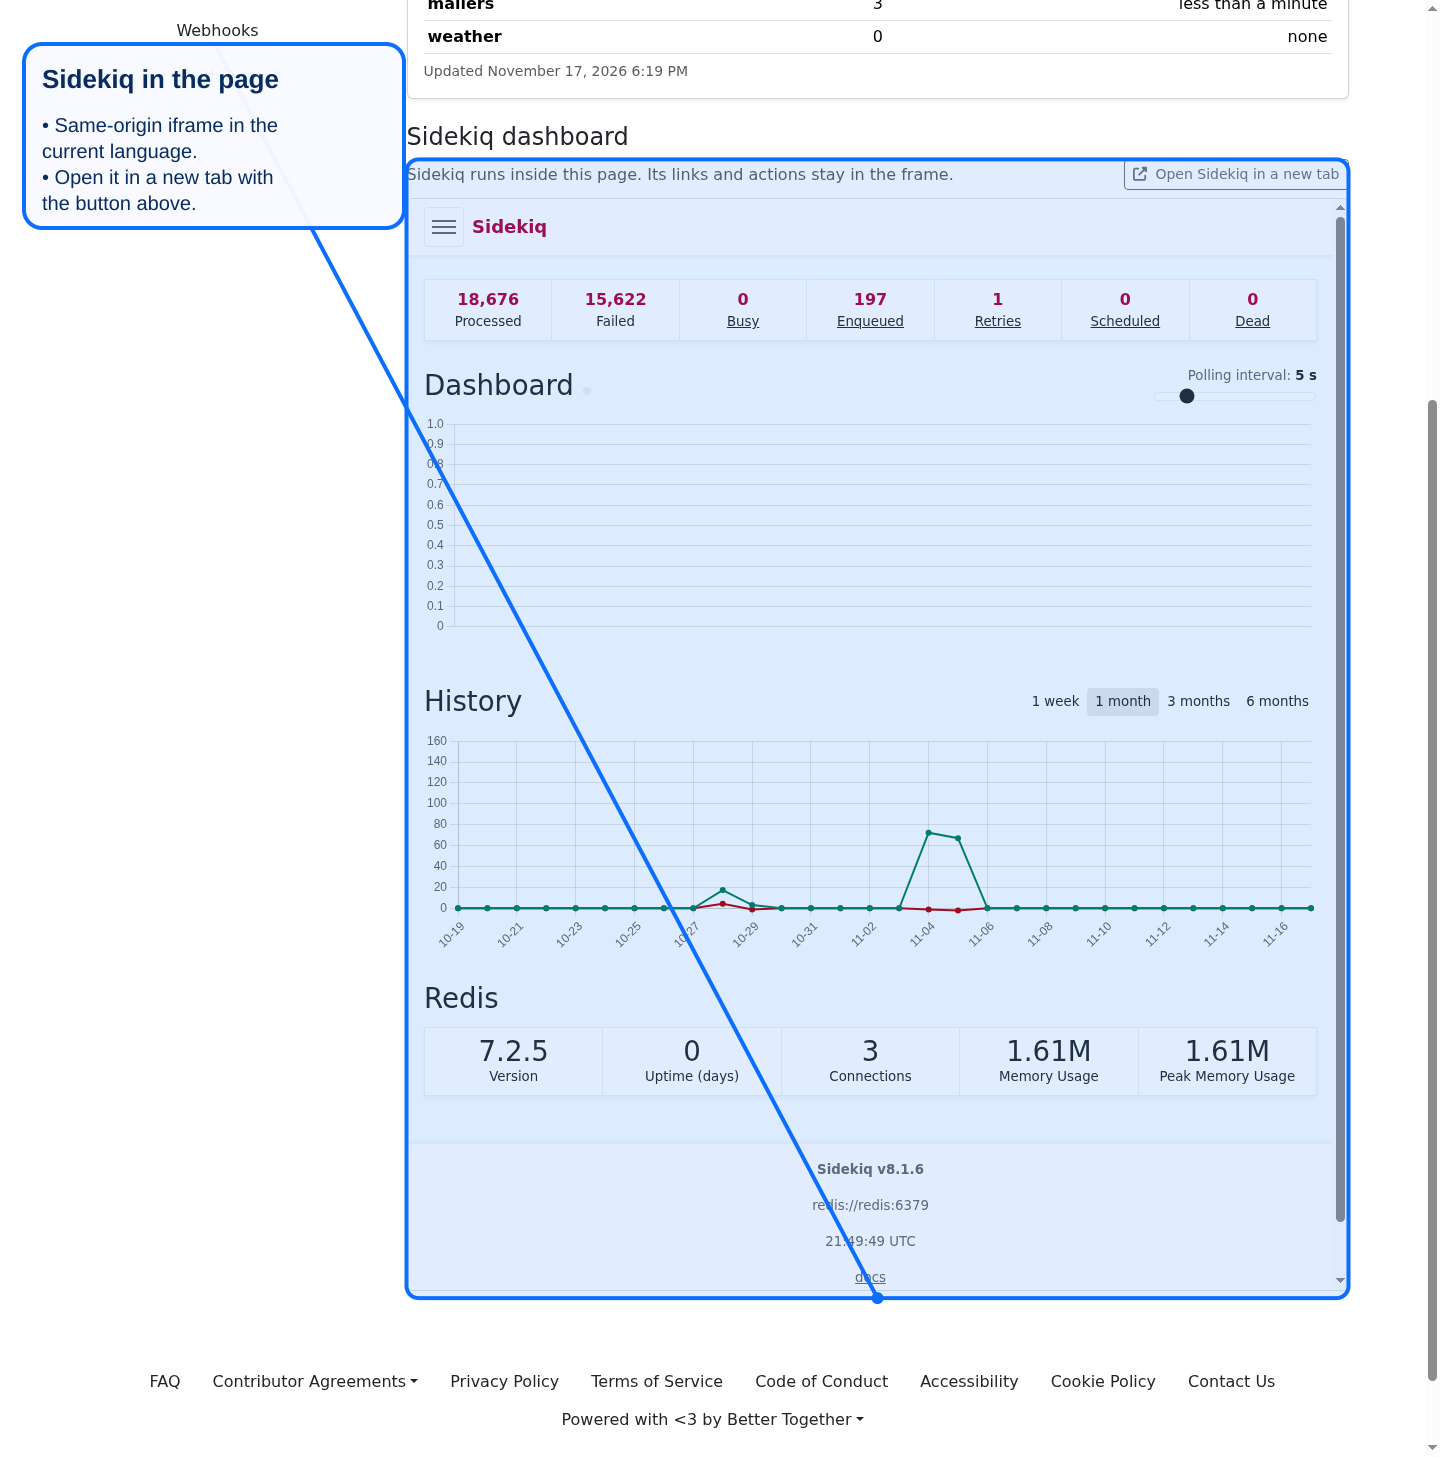 mailers 3 less than a minute
weather 0 none
Updated November 17, 2026 6:19 PM
Webhooks
Sidekiq in the page
• Same-origin iframe in the
current language.
• Open it in a new tab with
the button above.
Sidekiq dashboard
Sidekiq runs inside this page. Its links and actions stay in the frame.
Open Sidekiq in a new tab
Sidekiq
18,676 15,622 0 197 1 0 0
Processed Failed Busy Enqueued Retries Scheduled Dead
Dashboard
Polling interval: 5 s
1.0
0.9
0.8
0.7
0.6
0.5
0.4
0.3
0.2
0.1
0
History
1 week 1 month 3 months 6 months
160
140
120
100
80
60
40
20
0
10-19 10-21 10-23 10-25 10-27 10-29 10-31 11-02 11-04 11-06 11-08 11-10 11-12 11-14 11-16
Redis
7.2.5 0 3 1.61M 1.61M
Version Uptime (days) Connections Memory Usage Peak Memory Usage
Sidekiq v8.1.6
redis://redis:6379
21:49:49 UTC
docs
FAQ Contributor Agreements Privacy Policy Terms of Service Code of Conduct Accessibility Cookie Policy Contact Us
Powered with <3 by Better Together